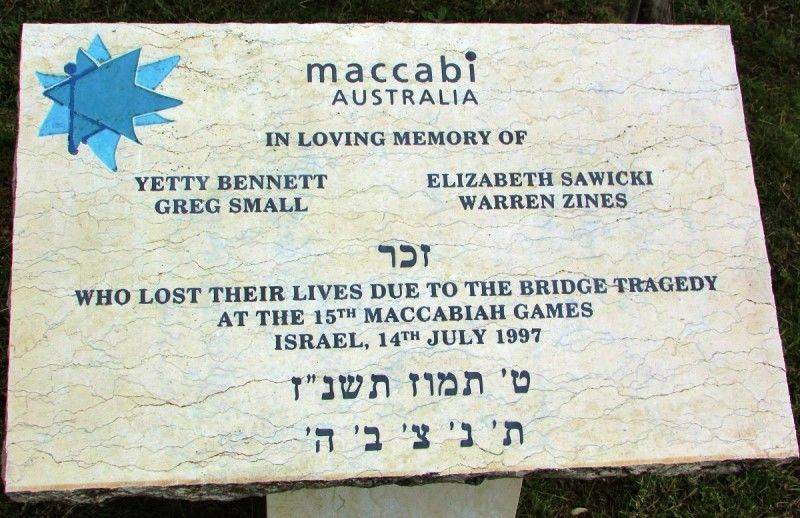 maccabi
AUSTRALIA
IN LOVING MEMORY OF
YETTY BENNETT
GREG SMALL
ELIZABETH SAWICKI
WARREN ZINES
זכר
WHO LOST THEIR LIVES DUE TO THE BRIDGE TRAGEDY
AT THE 15TH MACCABIAH GAMES
ISRAEL, 14TH JULY 1997
ט' תמוז תשנ"ז
ת' נ' צ' ב' ה'